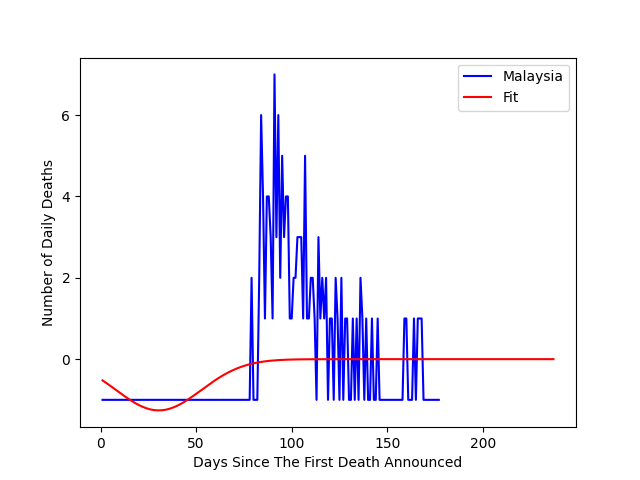 Malaysia
Fit
6
4
2
0
Number of Daily Deaths
0 50 100 150 200
Days Since The First Death Announced